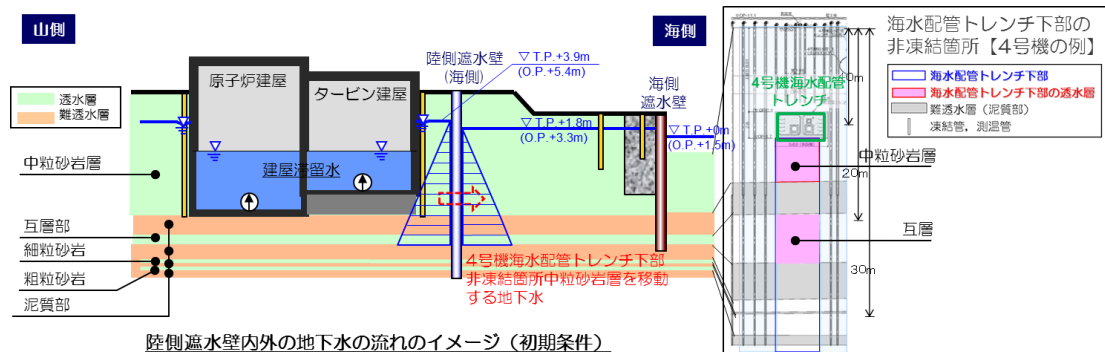 山側
海側
透水層
難透水層
原子炉建屋
タービン建屋
建屋滞留水
陸側遮水壁
(海側)
▽T.P.+3.9m
(O.P.+5.4m)
▽T.P.+1.8m
(O.P.+3.3m)
海側
遮水壁
▽T.P.+0m
(O.P.+1.5m)
中粒砂岩層
互層部
細粒砂岩
粗粒砂岩
泥質部
4号機海水配管トレンチ下部
非凍結箇所中粒砂岩層を移動
する地下水
陸側遮水壁内外の地下水の流れのイメージ（初期条件）
海水配管トレンチ下部の
非凍結箇所【4号機の例】
海水配管トレンチ下部
海水配管トレンチ下部の透水層
難透水層（泥質部）
凍結管，測温管
4号機海水配管
トレンチ
中粒砂岩層
20m
互層
30m